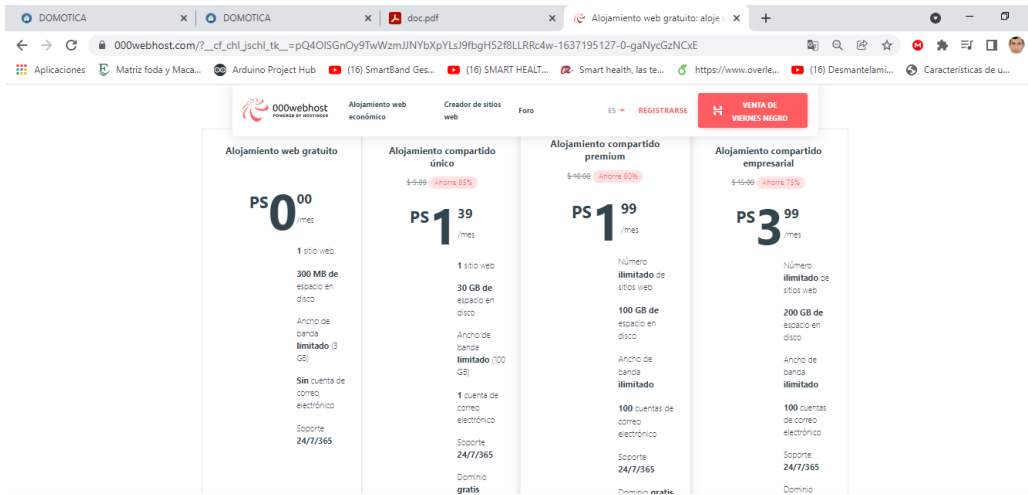 DOMOTICA
DOMOTICA
doc.pdf
Alojamiento web gratuito: aloje
000webhost.com/?__cf_chl_jschl_tk__=pQ4OISGnOy9TwWzmJJNYbXpYLsJ9fbgH52f8LLRRc4w-1637195127-0-gaNycGzNCxE
Aplicaciones
Matriz foda y Maca...
Arduino Project Hub
(16) SmartBand Ges...
(16) SMART HEALT...
Smart health, las te...
https://www.overle...
(16) Desmantelami...
Características de u...
000webhost
POWERED BY HOSTINGER
Alojamiento web
económico
Creador de sitios
web
Foro
ES
REGISTRARSE
VENTA DE
VIERNES NEGRO
Alojamiento web gratuito
PS0 00
/mes
1 sitio web
300 MB de
espacio en
disco
Ancho de
banda
limitado (3
GB)
Sin cuenta de
correo
electrónico
Soporte
24/7/365
Alojamiento compartido
único
$ 9.00 Ahorre 85%
PS 1 39
/mes
1 sitio web
30 GB de
espacio en
disco
Ancho de
banda
limitado (100
GB)
1 cuenta de
correo
electrónico
Soporte
24/7/365
Dominio
gratis
Alojamiento compartido
premium
$ 10.00 Ahorre 80%
PS 1 99
/mes
Número
ilimitado de
sitios web
100 GB de
espacio en
disco
Ancho de
banda
ilimitado
100 cuentas de
correo
electrónico
Soporte
24/7/365
Dominio gratis
Alojamiento compartido
empresarial
$ 15.00 Ahorre 75%
PS 3 99
/mes
Número
ilimitado de
sitios web
200 GB de
espacio en
disco
Ancho de
banda
ilimitado
100 cuentas
de correo
electrónico
Soporte
24/7/365
Dominio